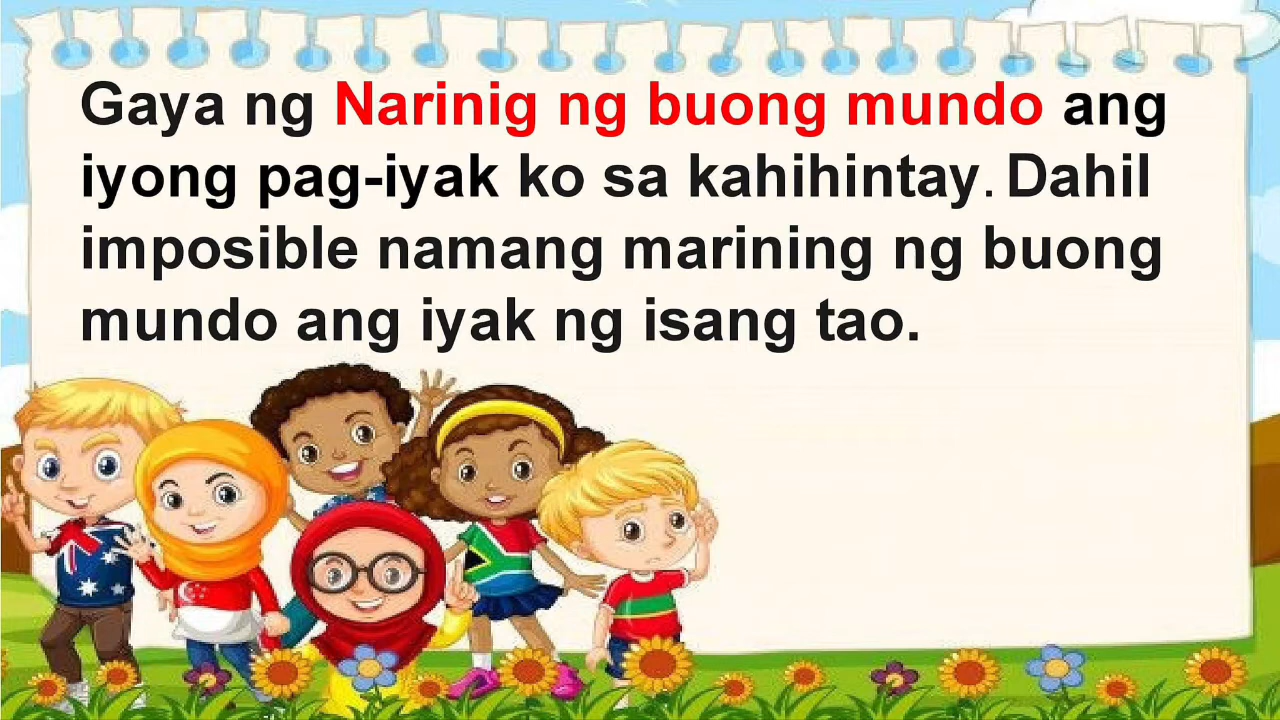 Gaya ng Narinig ng buong mundo ang
iyong pag-iyak ko sa kahihintay. Dahil
imposible namang marining ng buong
mundo ang iyak ng isang tao.